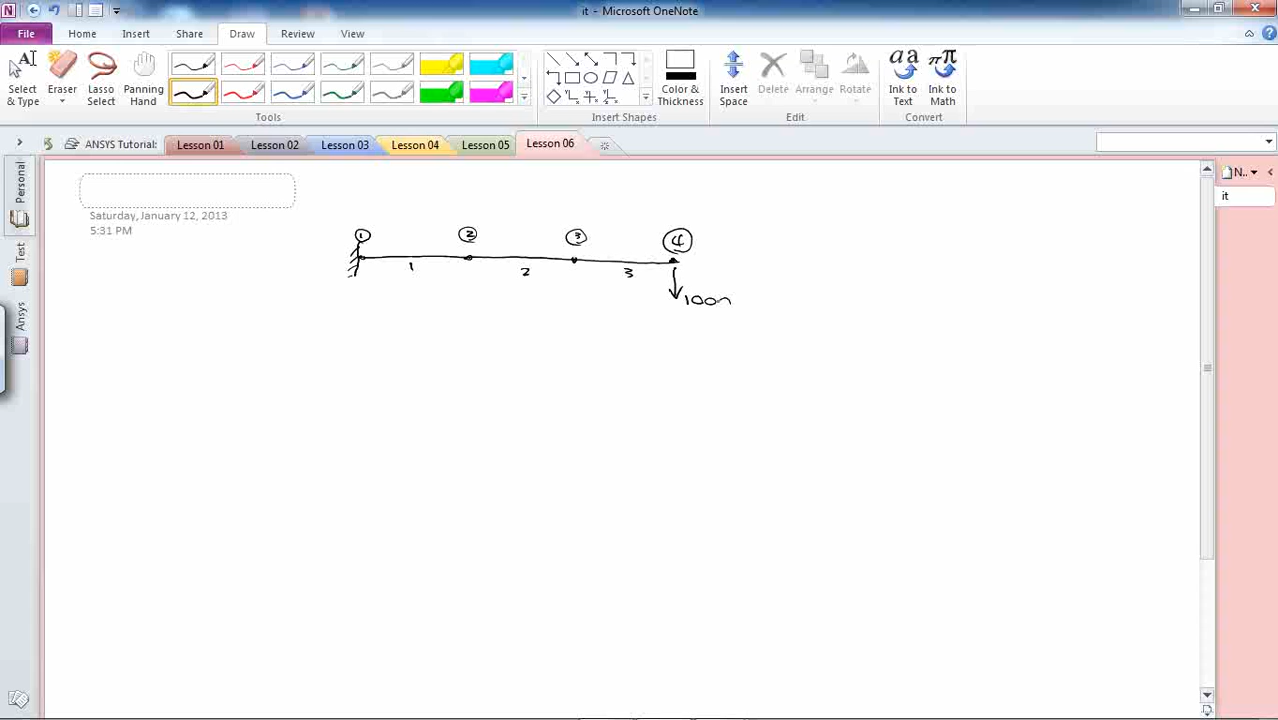 it - Microsoft OneNote
File Home Insert Share Draw Review View
Select & Type
Eraser
Lasso Select
Panning Hand
Color & Thickness
Insert Space
Delete
Arrange
Rotate
Ink to Text
Ink to Math
Tools
Insert Shapes
Edit
Convert
ANSYS Tutorial: Lesson 01 Lesson 02 Lesson 03 Lesson 04 Lesson 05 Lesson 06
N..
it
Personal
Test
Ansys
Saturday, January 12, 2013
5:31 PM
1 2 3 4
1 2 3
100n